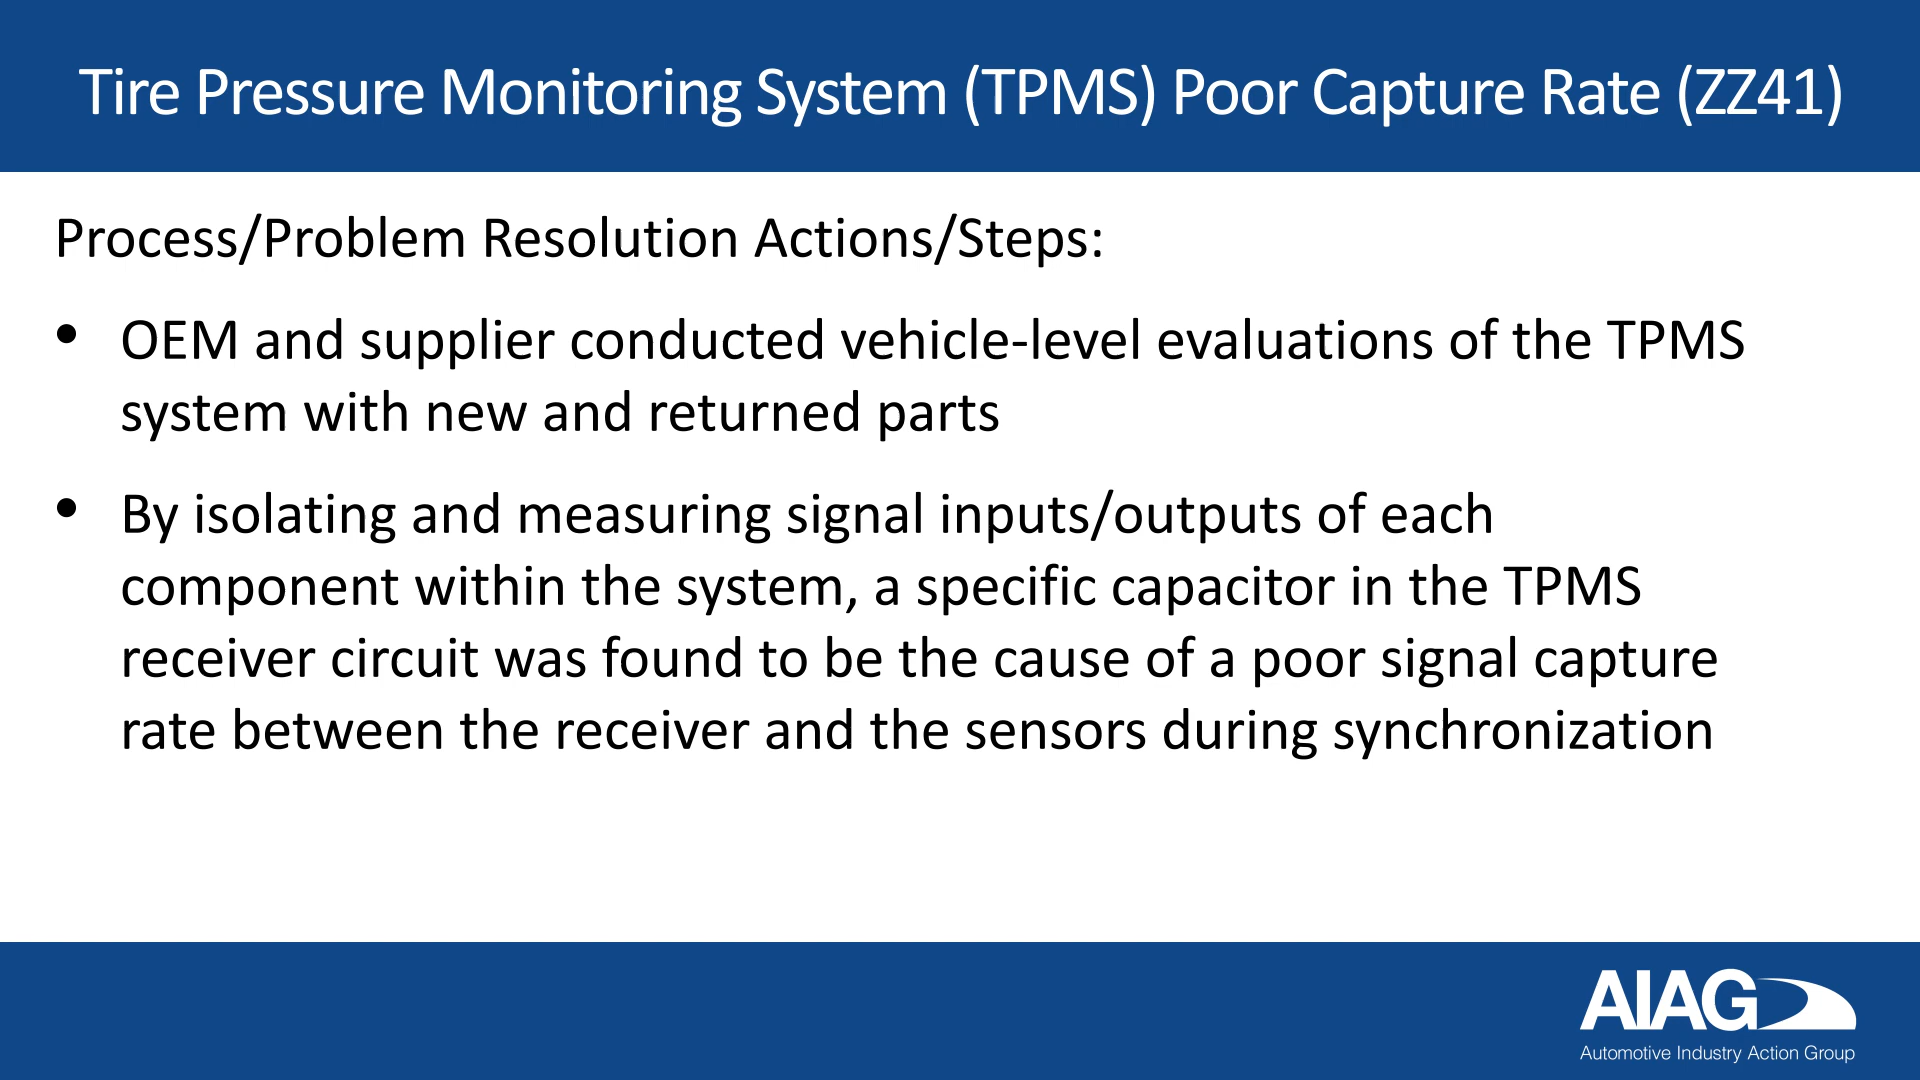 Tire Pressure Monitoring System (TPMS) Poor Capture Rate (ZZ41)
Process/Problem Resolution Actions/Steps:
• OEM and supplier conducted vehicle-level evaluations of the TPMS
system with new and returned parts
• By isolating and measuring signal inputs/outputs of each
component within the system, a specific capacitor in the TPMS
receiver circuit was found to be the cause of a poor signal capture
rate between the receiver and the sensors during synchronization
AIAG
Automotive Industry Action Group